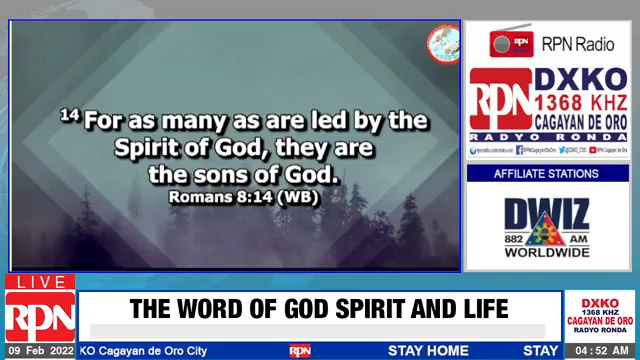 14 For as many as are led by the
Spirit of God, they are
the sons of God.
Romans 8:14 (WB)
RPN RPN Radio
RPN DXKO
1368 KHZ
CAGAYAN DE ORO
RADYO RONDA
AFFILIATE STATIONS
DWIZ
882 AM
WORLDWIDE
LIVE
RPN
THE WORD OF GOD SPIRIT AND LIFE
DXKO
1368 KHZ
CAGAYAN DE ORO
RADYO RONDA
09 Feb 2022 KO Cagayan de Oro City RPN STAY HOME STAY 04:52 AM